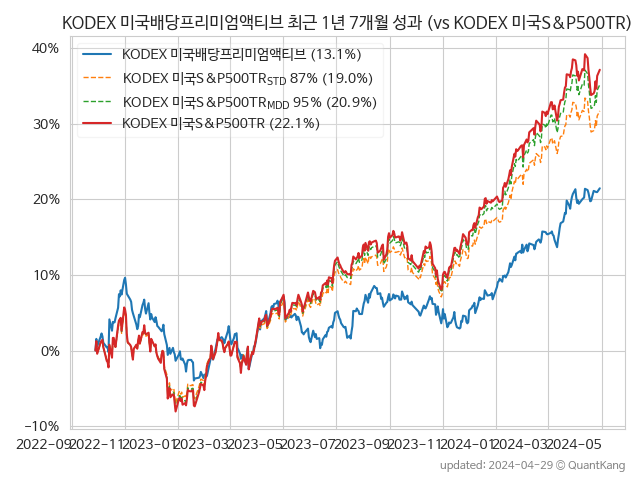 KODEX 미국배당프리미엄액티브 최근 1년 7개월 성과 (vs KODEX 미국S&P500TR)
KODEX 미국배당프리미엄액티브 (13.1%)
KODEX 미국S&P500TR_STD 87% (19.0%)
KODEX 미국S&P500TR_MDD 95% (20.9%)
KODEX 미국S&P500TR (22.1%)
40%
30%
20%
10%
0%
−10%
2022-09 2022-11 2023-01 2023-03 2023-05 2023-07 2023-09 2023-11 2024-01 2024-03 2024-05
updated: 2024-04-29 © QuantKang